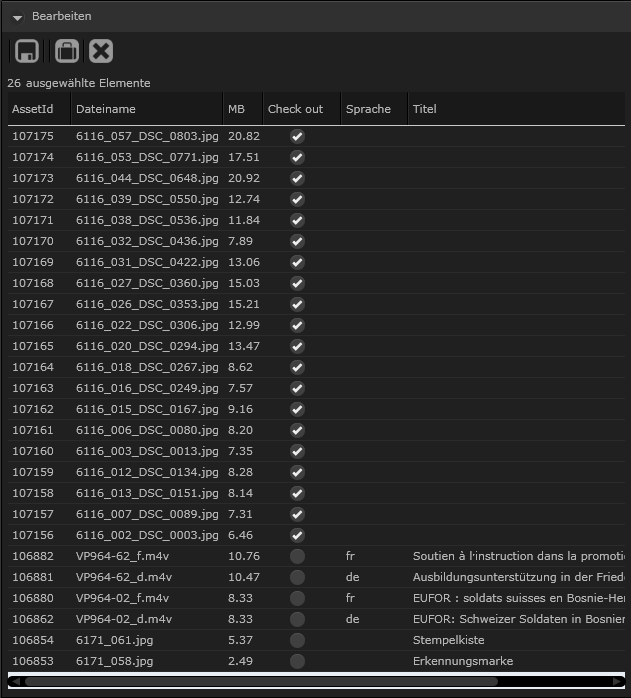 Bearbeiten
26 ausgewählte Elemente
AssetId Dateiname MB Check out Sprache Titel
107175 6116_057_DSC_0803.jpg 20.82
107174 6116_053_DSC_0771.jpg 17.51
107173 6116_044_DSC_0648.jpg 20.92
107172 6116_039_DSC_0550.jpg 12.74
107171 6116_038_DSC_0536.jpg 11.84
107170 6116_032_DSC_0436.jpg 7.89
107169 6116_031_DSC_0422.jpg 13.06
107168 6116_027_DSC_0360.jpg 15.03
107167 6116_026_DSC_0353.jpg 15.21
107166 6116_022_DSC_0306.jpg 12.99
107165 6116_020_DSC_0294.jpg 13.47
107164 6116_018_DSC_0267.jpg 8.62
107163 6116_016_DSC_0249.jpg 7.57
107162 6116_015_DSC_0167.jpg 9.16
107161 6116_006_DSC_0080.jpg 8.20
107160 6116_003_DSC_0013.jpg 7.35
107159 6116_012_DSC_0134.jpg 8.28
107158 6116_013_DSC_0151.jpg 8.14
107157 6116_007_DSC_0089.jpg 7.31
107156 6116_002_DSC_0003.jpg 6.46
106882 VP964-62_f.m4v 10.76 fr Soutien à l'instruction dans la promoti
106881 VP964-62_d.m4v 10.47 de Ausbildungsunterstützung in der Friede
106880 VP964-02_f.m4v 8.33 fr EUFOR : soldats suisses en Bosnie-Her
106862 VP964-02_d.m4v 8.33 de EUFOR: Schweizer Soldaten in Bosnien
106854 6171_061.jpg 5.37 Stempelkiste
106853 6171_058.jpg 2.49 Erkennungsmarke